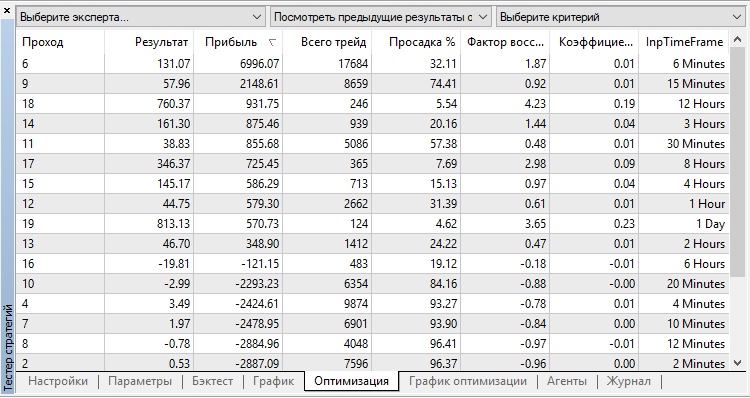 Выберите эксперта... Посмотреть предыдущие результаты о Выберите критерий
Проход Результат Прибыль Всего трейд Просадка % Фактор восс... Коэффицие... InpTimeFrame
6 131.07 6996.07 17684 32.11 1.87 0.01 6 Minutes
9 57.96 2148.61 8659 74.41 0.92 0.01 15 Minutes
18 760.37 931.75 246 5.54 4.23 0.19 12 Hours
14 161.30 875.46 939 20.16 1.44 0.04 3 Hours
11 38.83 855.68 5086 57.38 0.48 0.01 30 Minutes
17 346.37 725.45 365 7.69 2.98 0.09 8 Hours
15 145.17 586.29 713 15.13 0.97 0.04 4 Hours
12 44.75 579.30 2662 31.39 0.61 0.01 1 Hour
19 813.13 570.73 124 4.62 3.65 0.23 1 Day
13 46.70 348.90 1412 24.22 0.47 0.01 2 Hours
16 -19.81 -121.15 483 19.12 -0.18 -0.01 6 Hours
10 -2.99 -2293.23 6354 84.16 -0.88 -0.00 20 Minutes
4 3.49 -2424.61 9874 93.27 -0.78 0.01 4 Minutes
7 1.97 -2478.95 6901 93.90 -0.84 0.00 10 Minutes
8 -0.78 -2884.96 4048 96.41 -0.97 -0.01 12 Minutes
2 0.53 -2887.09 7596 96.37 -0.96 0.00 2 Minutes
Настройки Параметры Бэктест График Оптимизация График оптимизации Агенты Журнал
Тестер стратегий